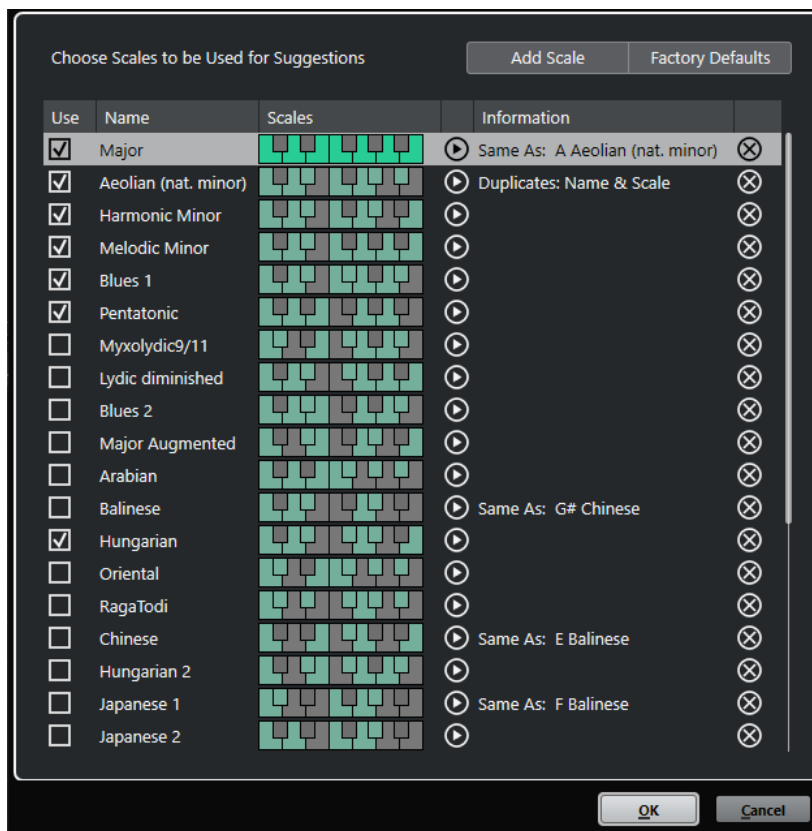 Choose Scales to be Used for Suggestions Add Scale Factory Defaults
Use Name Scales Information
Major Same As: A Aeolian (nat. minor)
Aeolian (nat. minor) Duplicates: Name & Scale
Harmonic Minor
Melodic Minor
Blues 1
Pentatonic
Myxolydic9/11
Lydic diminished
Blues 2
Major Augmented
Arabian
Balinese Same As: G# Chinese
Hungarian
Oriental
RagaTodi
Chinese Same As: E Balinese
Hungarian 2
Japanese 1 Same As: F Balinese
Japanese 2
OK Cancel